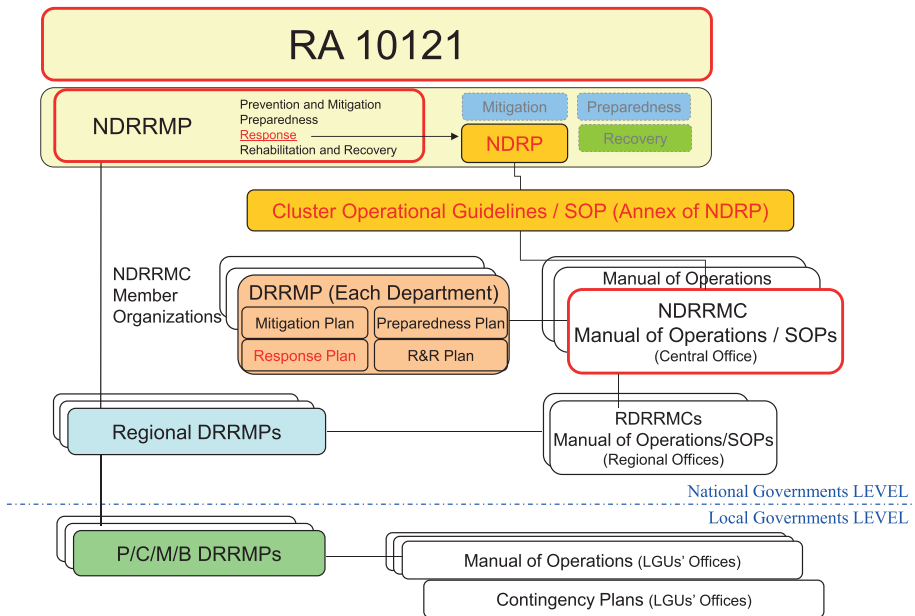 RA 10121
NDRRMP
Prevention and Mitigation
Preparedness
Response
Rehabilitation and Recovery
Mitigation
Preparedness
NDRP
Recovery
Cluster Operational Guidelines / SOP (Annex of NDRP)
NDRRMC
Member
Organizations
DRRMP (Each Department)
Mitigation Plan
Preparedness Plan
Response Plan
R&R Plan
Manual of Operations
NDRRMC
Manual of Operations / SOPs
(Central Office)
Regional DRRMPs
RDRRMCs
Manual of Operations/SOPs
(Regional Offices)
National Governments LEVEL
Local Governments LEVEL
P/C/M/B DRRMPs
Manual of Operations (LGUs' Offices)
Contingency Plans (LGUs' Offices)